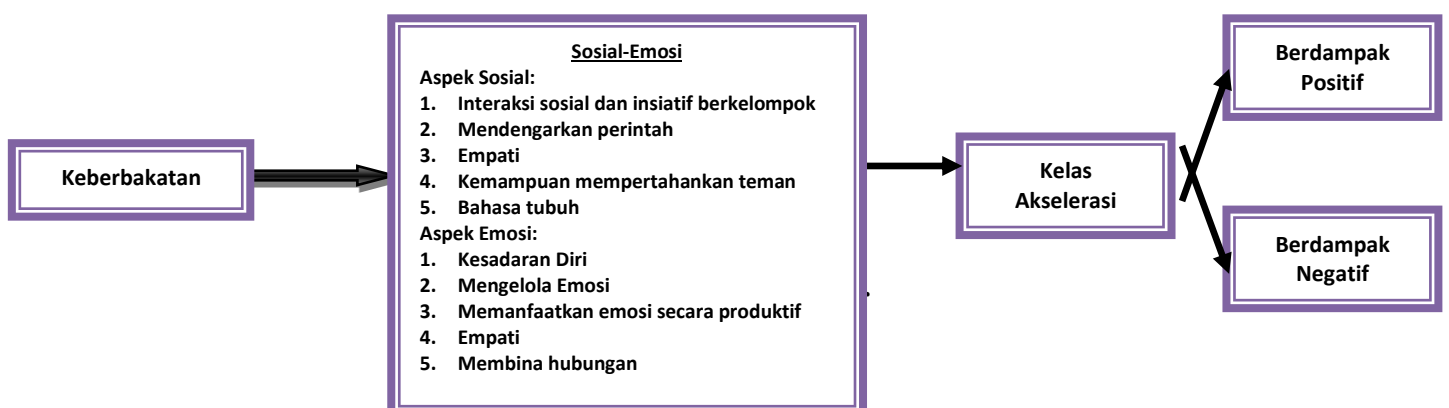 Keberbakatan
Sosial-Emosi
Aspek Sosial:
1. Interaksi sosial dan insiatif berkelompok
2. Mendengarkan perintah
3. Empati
4. Kemampuan mempertahankan teman
5. Bahasa tubuh
Aspek Emosi:
1. Kesadaran Diri
2. Mengelola Emosi
3. Memanfaatkan emosi secara produktif
4. Empati
5. Membina hubungan
Kelas
Akselerasi
Berdampak
Positif
Berdampak
Negatif